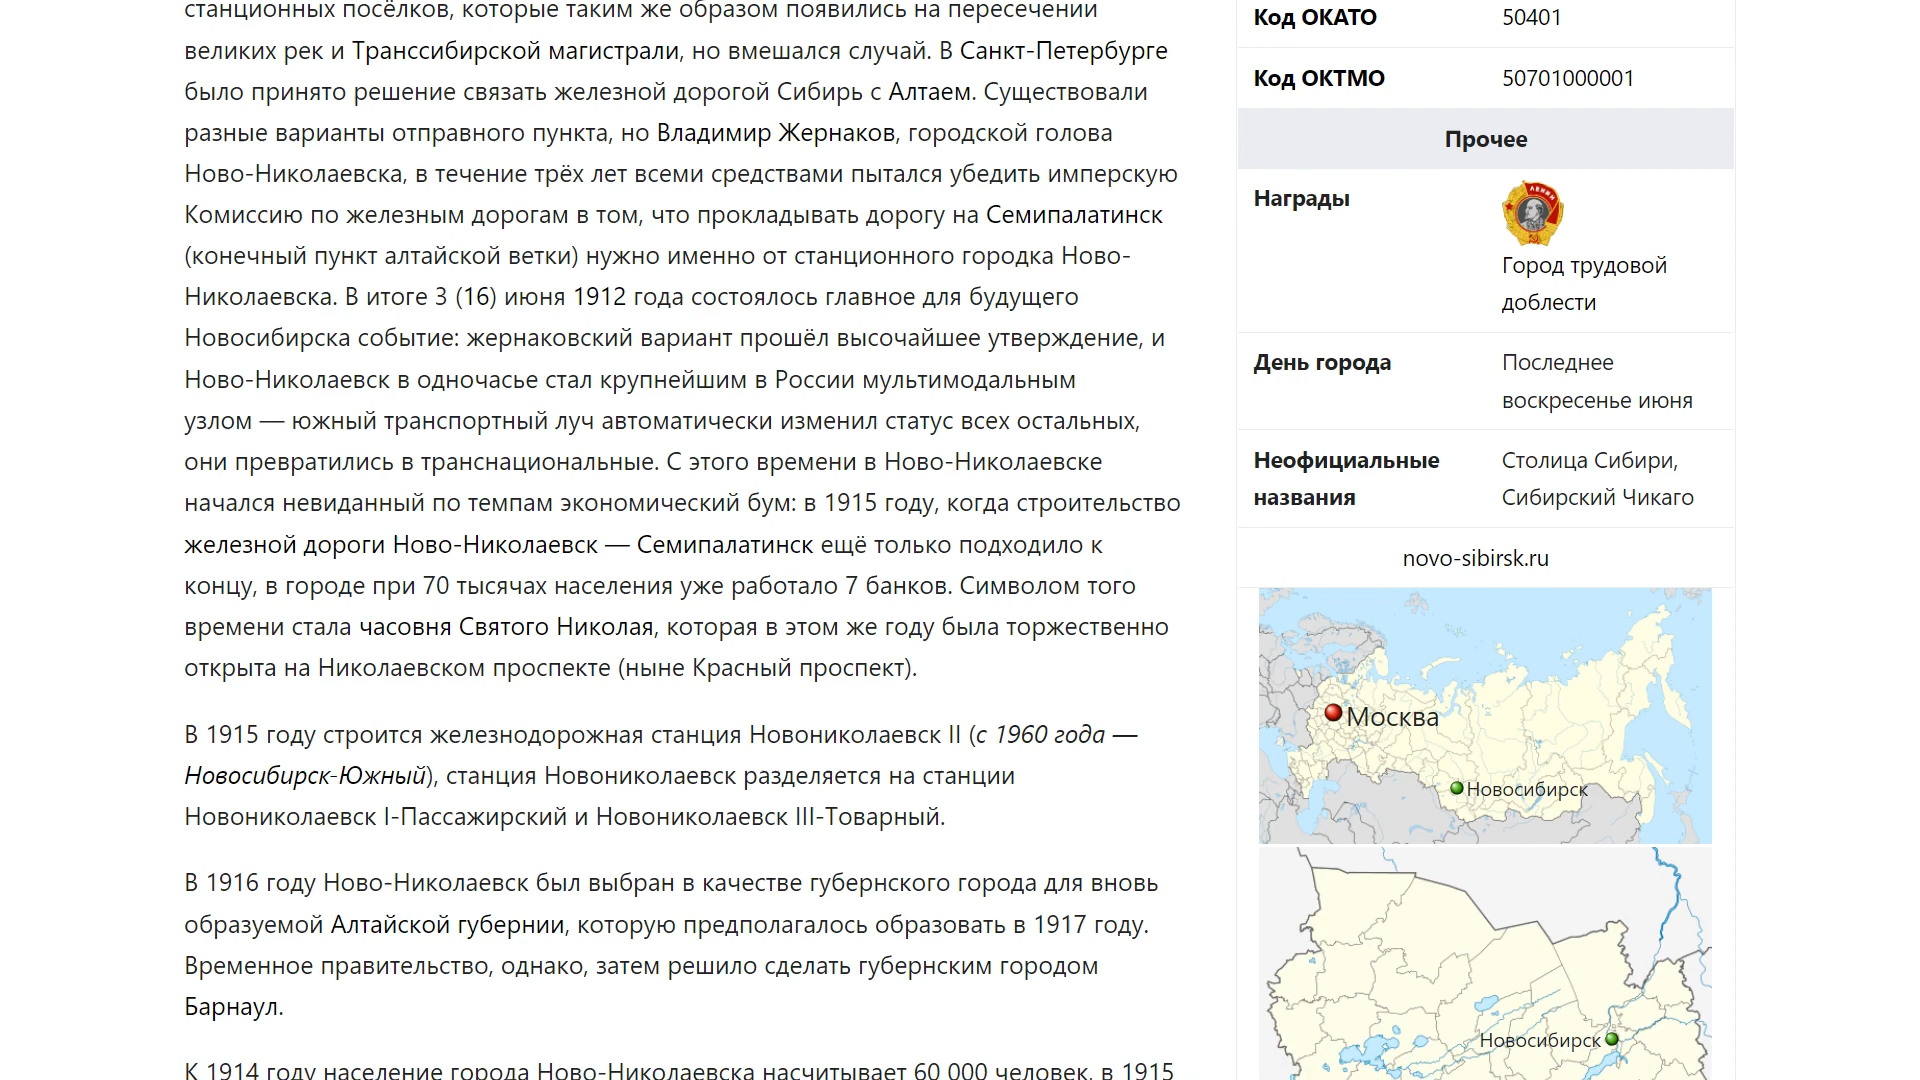 станционных посёлков, которые таким же образом появились на пересечении
великих рек и Транссибирской магистрали, но вмешался случай. В Санкт-Петербурге
было принято решение связать железной дорогой Сибирь с Алтаем. Существовали
разные варианты отправного пункта, но Владимир Жернаков, городской голова
Ново-Николаевска, в течение трёх лет всеми средствами пытался убедить имперскую
Комиссию по железным дорогам в том, что прокладывать дорогу на Семипалатинск
(конечный пункт алтайской ветки) нужно именно от станционного городка Ново-
Николаевска. В итоге 3 (16) июня 1912 года состоялось главное для будущего
Новосибирска событие: жернаковский вариант прошёл высочайшее утверждение, и
Ново-Николаевск в одночасье стал крупнейшим в России мультимодальным
узлом — южный транспортный луч автоматически изменил статус всех остальных,
они превратились в транснациональные. С этого времени в Ново-Николаевске
начался невиданный по темпам экономический бум: в 1915 году, когда строительство
железной дороги Ново-Николаевск — Семипалатинск ещё только подходило к
концу, в городе при 70 тысячах населения уже работало 7 банков. Символом того
времени стала часовня Святого Николая, которая в этом же году была торжественно
открыта на Николаевском проспекте (ныне Красный проспект).
В 1915 году строится железнодорожная станция Новониколаевск II (с 1960 года —
Новосибирск-Южный), станция Новониколаевск разделяется на станции
Новониколаевск I-Пассажирский и Новониколаевск III-Товарный.
В 1916 году Ново-Николаевск был выбран в качестве губернского города для вновь
образуемой Алтайской губернии, которую предполагалось образовать в 1917 году.
Временное правительство, однако, затем решило сделать губернским городом
Барнаул.
К 1914 году население города Ново-Николаевска насчитывает 60 000 человек, в 1915
Код ОКАТО 50401
Код ОКТМО 50701000001
Прочее
Награды
ЛЕНИН
Город трудовой
доблести
День города Последнее
воскресенье июня
Неофициальные Столица Сибири,
названия Сибирский Чикаго
novo-sibirsk.ru
Москва
Новосибирск
Новосибирск